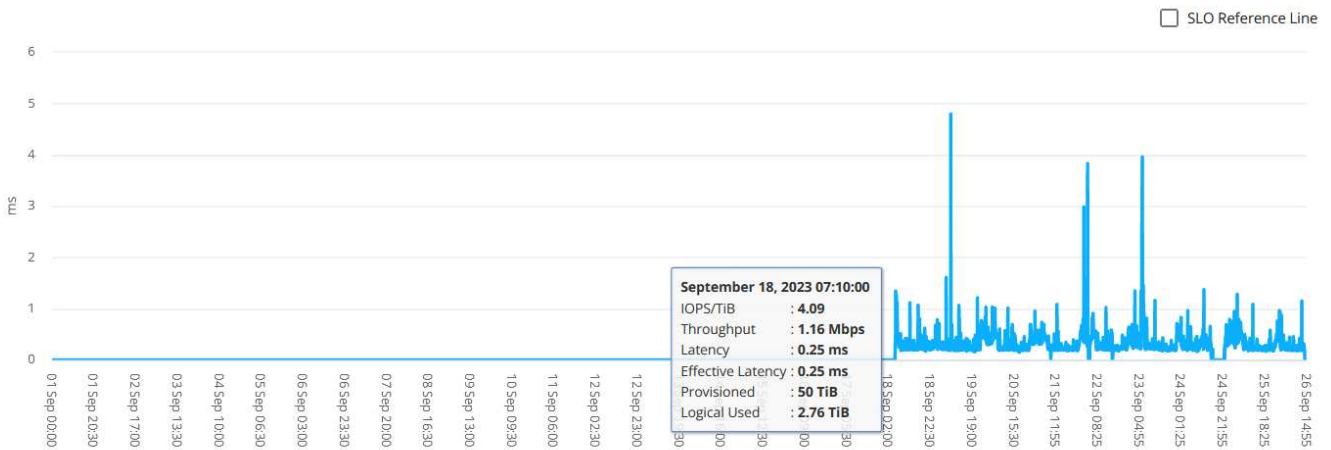 SLO Reference Line
6
5
4
3
2
1
0
ms
September 18, 2023 07:10:00
IOPS/TiB : 4.09
Throughput : 1.16 Mbps
Latency : 0.25 ms
Effective Latency : 0.25 ms
Provisioned : 50 TiB
Logical Used : 2.76 TiB
01 Sep 00:00
01 Sep 20:30
02 Sep 17:00
03 Sep 13:30
04 Sep 10:00
05 Sep 06:30
06 Sep 03:00
06 Sep 23:30
07 Sep 20:00
08 Sep 16:30
09 Sep 13:00
10 Sep 09:30
11 Sep 06:00
12 Sep 02:30
12 Sep 23:00
18 Sep 02:00
18 Sep 22:30
19 Sep 19:00
20 Sep 15:30
21 Sep 11:55
22 Sep 08:25
23 Sep 04:55
24 Sep 01:25
24 Sep 21:55
25 Sep 18:25
26 Sep 14:55